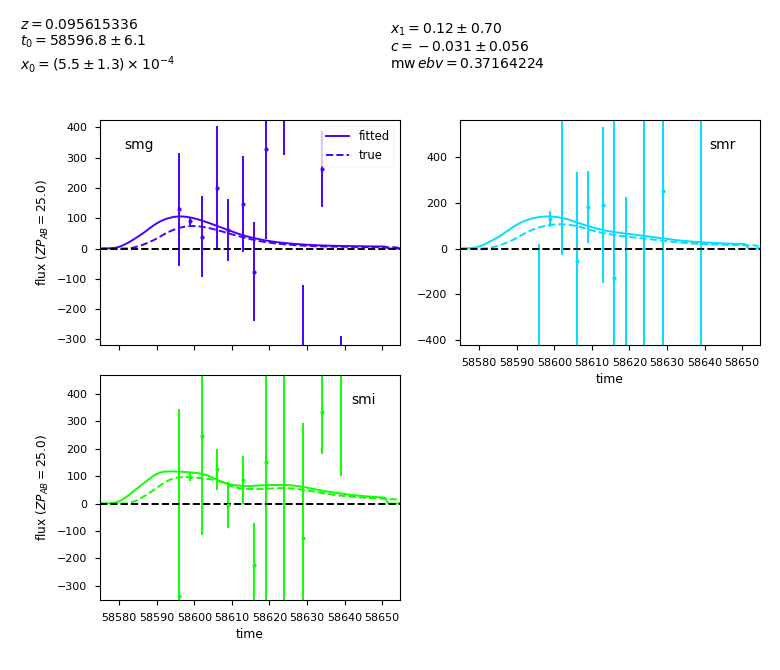 z = 0.095615336
t₀ = 58596.8 ± 6.1
x₀ = (5.5 ± 1.3) × 10⁻⁴
x₁ = 0.12 ± 0.70
c = −0.031 ± 0.056
mw ebv = 0.37164224
smg
fitted
true
400
300
200
100
0
−100
−200
−300
flux (ZP_AB = 25.0)
smr
400
200
0
−200
−400
58580 58590 58600 58610 58620 58630 58640 58650
time
smi
400
300
200
100
0
−100
−200
−300
flux (ZP_AB = 25.0)
58580 58590 58600 58610 58620 58630 58640 58650
time